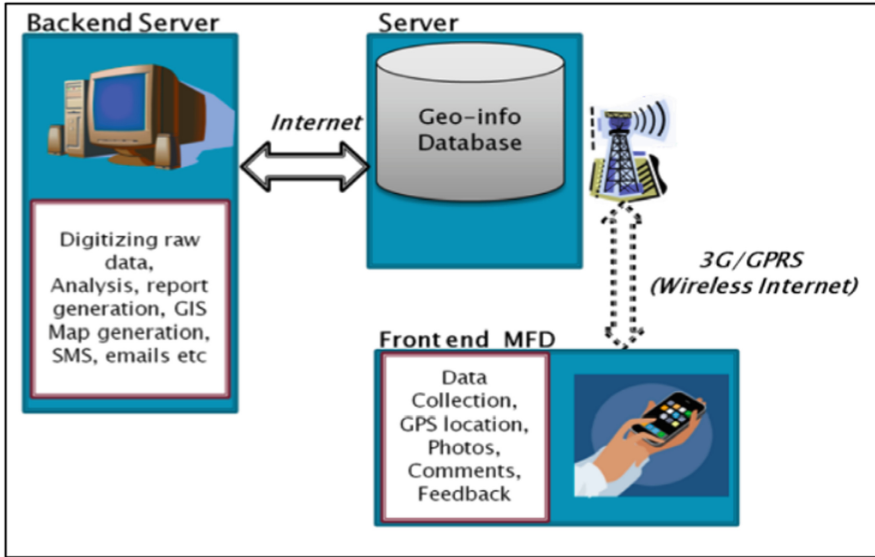 Backend Server
Digitizing raw
data,
Analysis, report
generation, GIS
Map generation,
SMS, emails etc
Internet
Server
Geo-info
Database
3G/GPRS
(Wireless Internet)
Front end MFD
Data
Collection,
GPS location,
Photos,
Comments,
Feedback